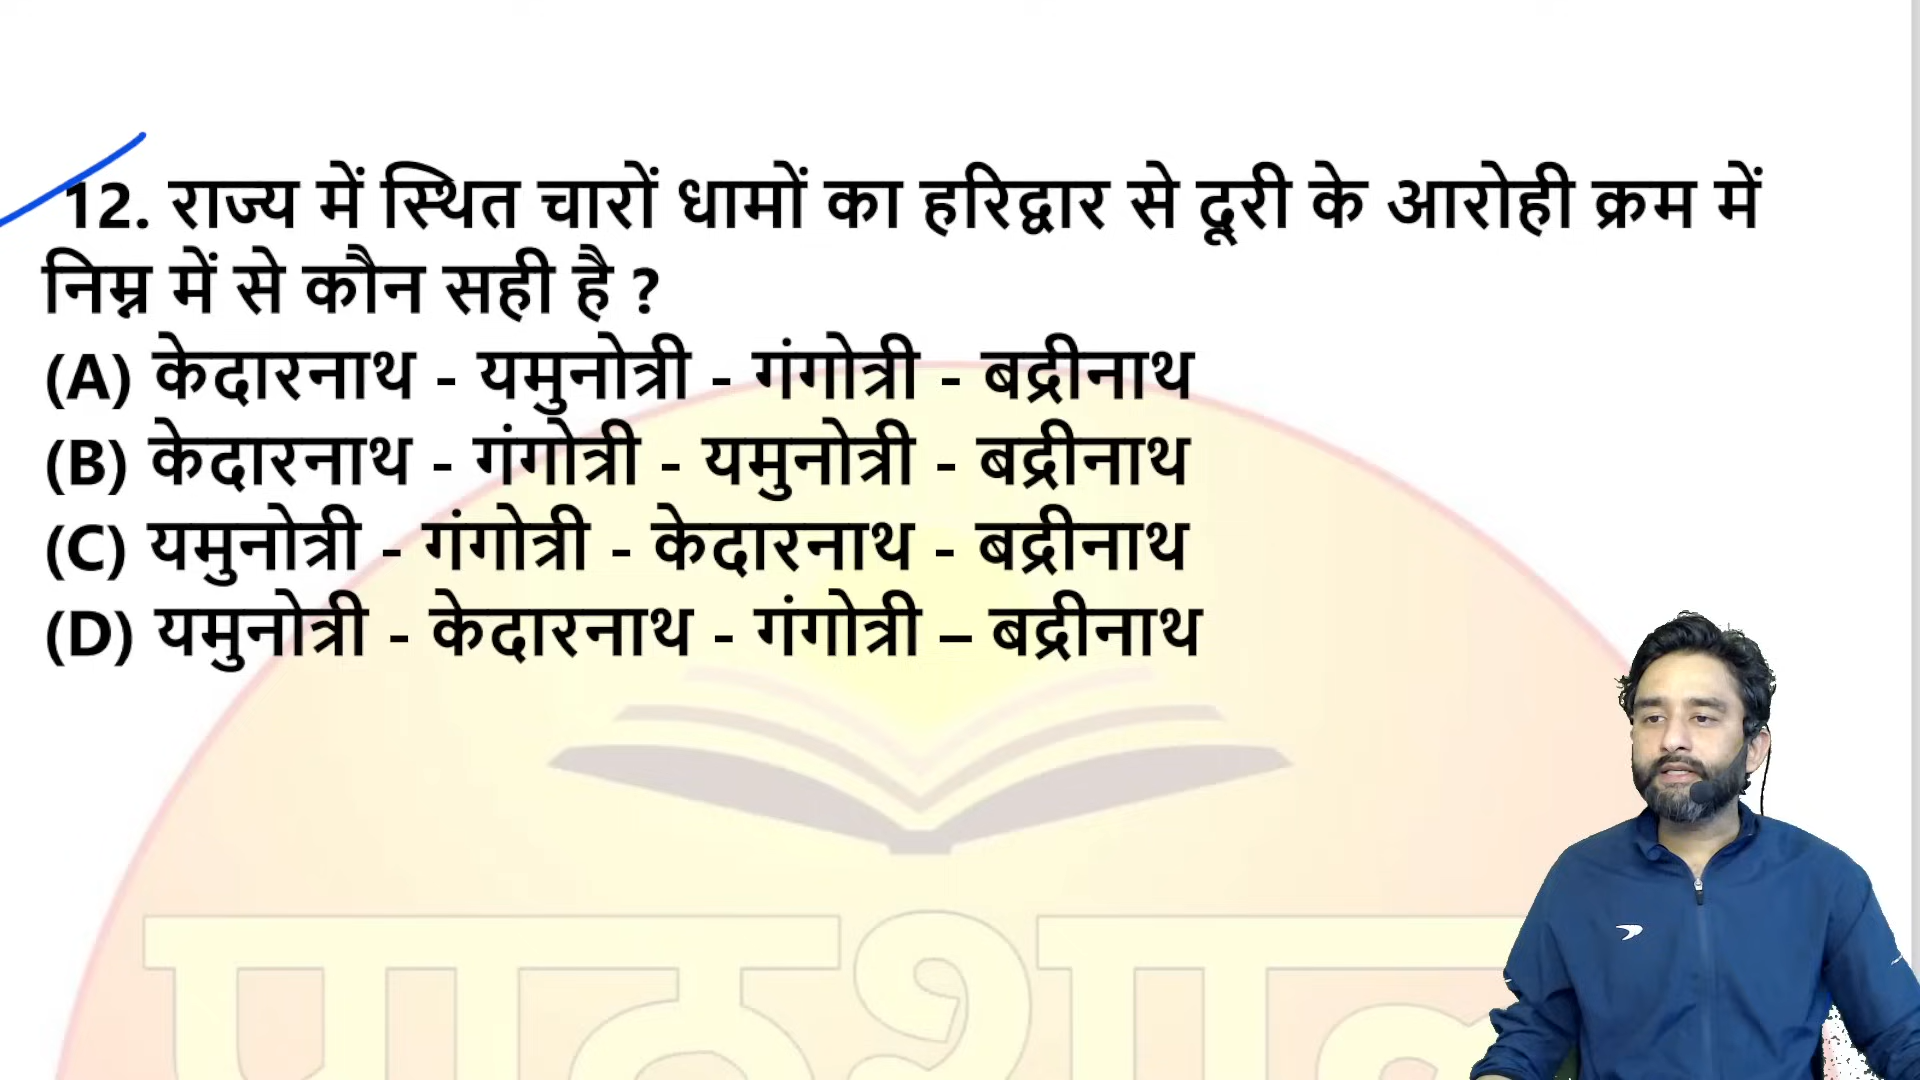 12. राज्य में स्थित चारों धामों का हरिद्वार से दूरी के आरोही क्रम में
निम्न में से कौन सही है ?
(A) केदारनाथ - यमुनोत्री - गंगोत्री - बद्रीनाथ
(B) केदारनाथ - गंगोत्री - यमुनोत्री - बद्रीनाथ
(C) यमुनोत्री - गंगोत्री - केदारनाथ - बद्रीनाथ
(D) यमुनोत्री - केदारनाथ - गंगोत्री – बद्रीनाथ